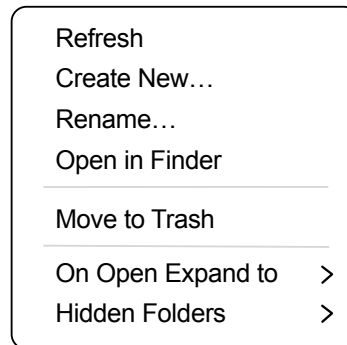 Refresh
Create New…
Rename…
Open in Finder
Move to Trash
On Open Expand to >
Hidden Folders >